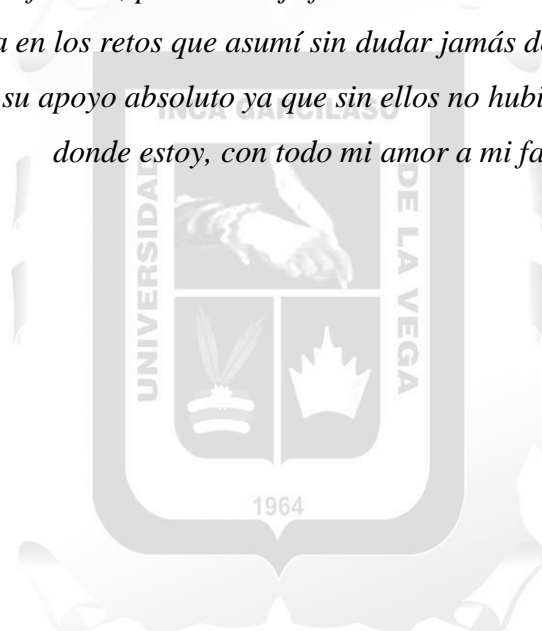 a en los retos que asumí sin dudar jamás d
su apoyo absoluto ya que sin ellos no hubi
donde estoy, con todo mi amor a mi fa
UNIVERSIDAD
INCA GARCILASO
DE LA VEGA
1964